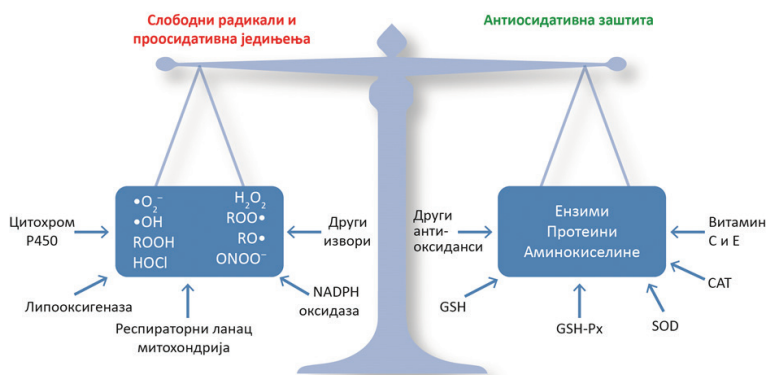 Слободни радикали и
прооксидативна једињења
Антиосидативна заштита
•O₂⁻
•OH
ROOH
HOCl
H₂O₂
ROO•
RO•
ONOO⁻
Цитохром
P450
Други
извори
Липооксигеназа
Респираторни ланац
митохондрија
NADPH
оксидаза
Други
анти-
оксиданси
Ензими
Протеини
Аминокиселине
Витамин
C и E
GSH
GSH-Px
SOD
CAT